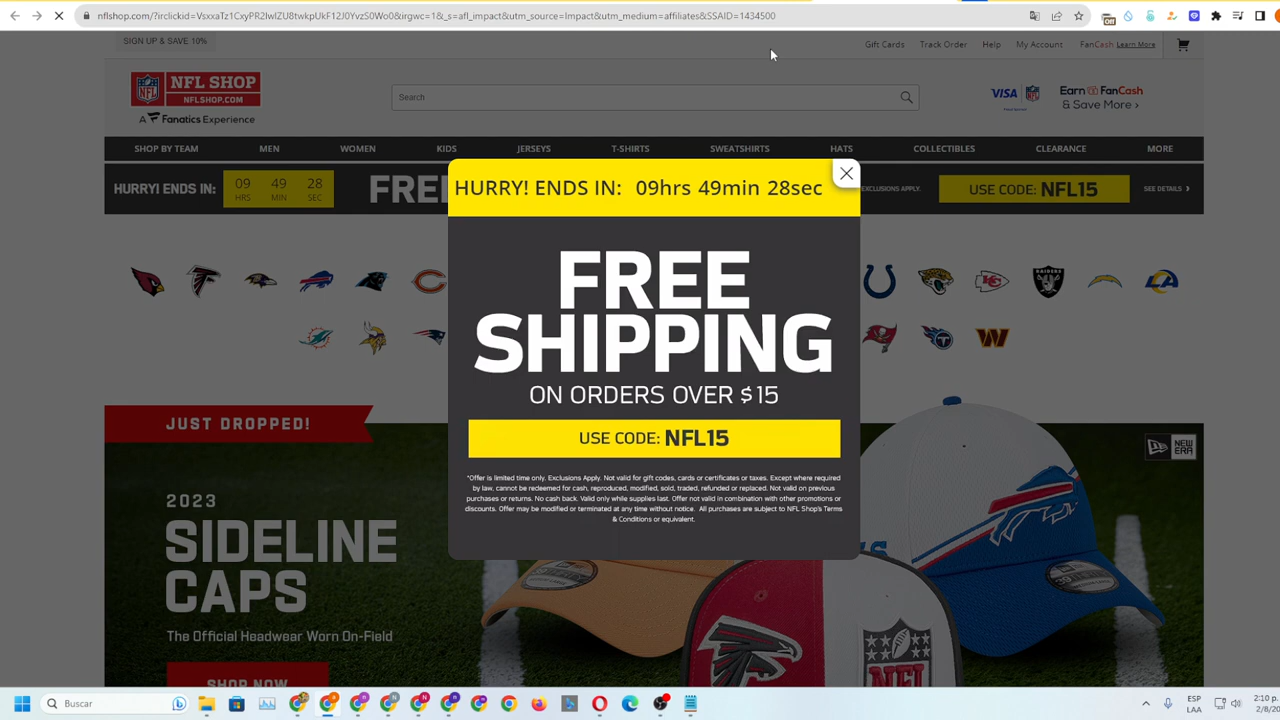 nflshop.com/?irclickid=VsxxaTz1CxyPR2IwlZU8twkpUkF12J0YvzS0Wo0&irgwc=1&_s=afl_impact&utm_source=Impact&utm_medium=affiliates&SSAID=1434500
Off
SIGN UP & SAVE 10%
Gift Cards Track Order Help My Account FanCash Learn More
NFL SHOP
NFLSHOP.COM
A Fanatics Experience
Search
VISA NFL
Earn FanCash
& Save More >
SHOP BY TEAM MEN WOMEN KIDS JERSEYS T-SHIRTS SWEATSHIRTS HATS COLLECTIBLES CLEARANCE MORE
HURRY! ENDS IN: 09 49 28
HRS MIN SEC
FREE
EXCLUSIONS APPLY.
USE CODE: NFL15
SEE DETAILS >
HURRY! ENDS IN: 09hrs 49min 28sec
FREE
SHIPPING
ON ORDERS OVER $15
USE CODE: NFL15
*Offer is limited time only. Exclusions Apply. Not valid for gift codes, cards or certificates or taxes. Except where required
by law, cannot be redeemed for cash, reproduced, modified, sold, traded, refunded or replaced. Not valid on previous
purchases or returns. No cash back. Valid only while supplies last. Offer not valid in combination with other promotions or
discounts. Offer may be modified or terminated at any time without notice. All purchases are subject to NFL Shop's Terms
& Conditions or equivalent.
RAIDERS
JUST DROPPED!
NEW ERA
2023
SIDELINE
CAPS
The Official Headwear Worn On-Field
SHOP NOW
NFL
Buscar
ESP
LAA
2:10 p.
2/8/20